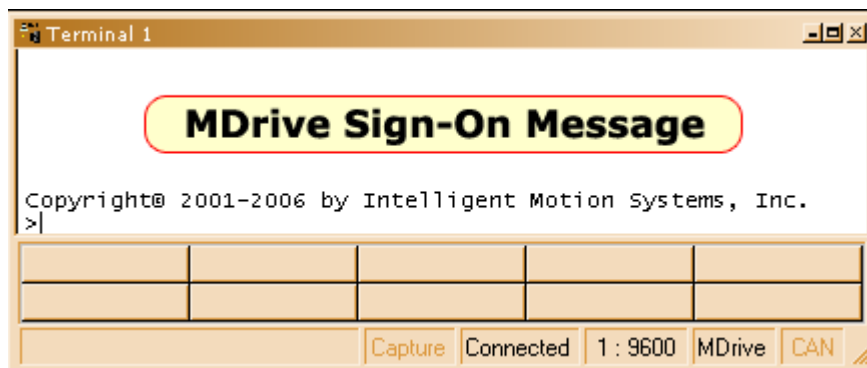 Terminal 1
MDrive Sign-On Message
Copyright® 2001-2006 by Intelligent Motion Systems, Inc.
>
Capture Connected 1 : 9600 MDrive CAN